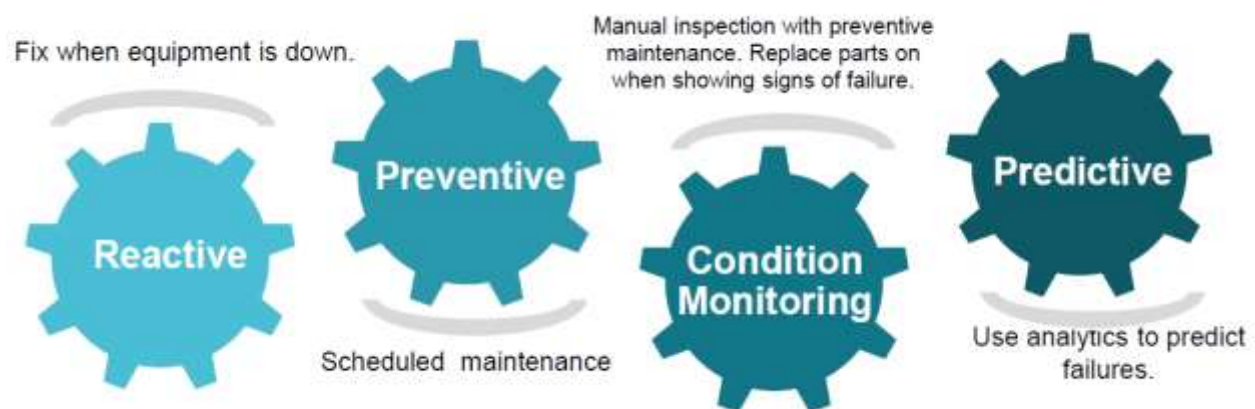 Fix when equipment is down.
Reactive
Preventive
Scheduled maintenance
Manual inspection with preventive
maintenance. Replace parts on
when showing signs of failure.
Condition
Monitoring
Predictive
Use analytics to predict
failures.